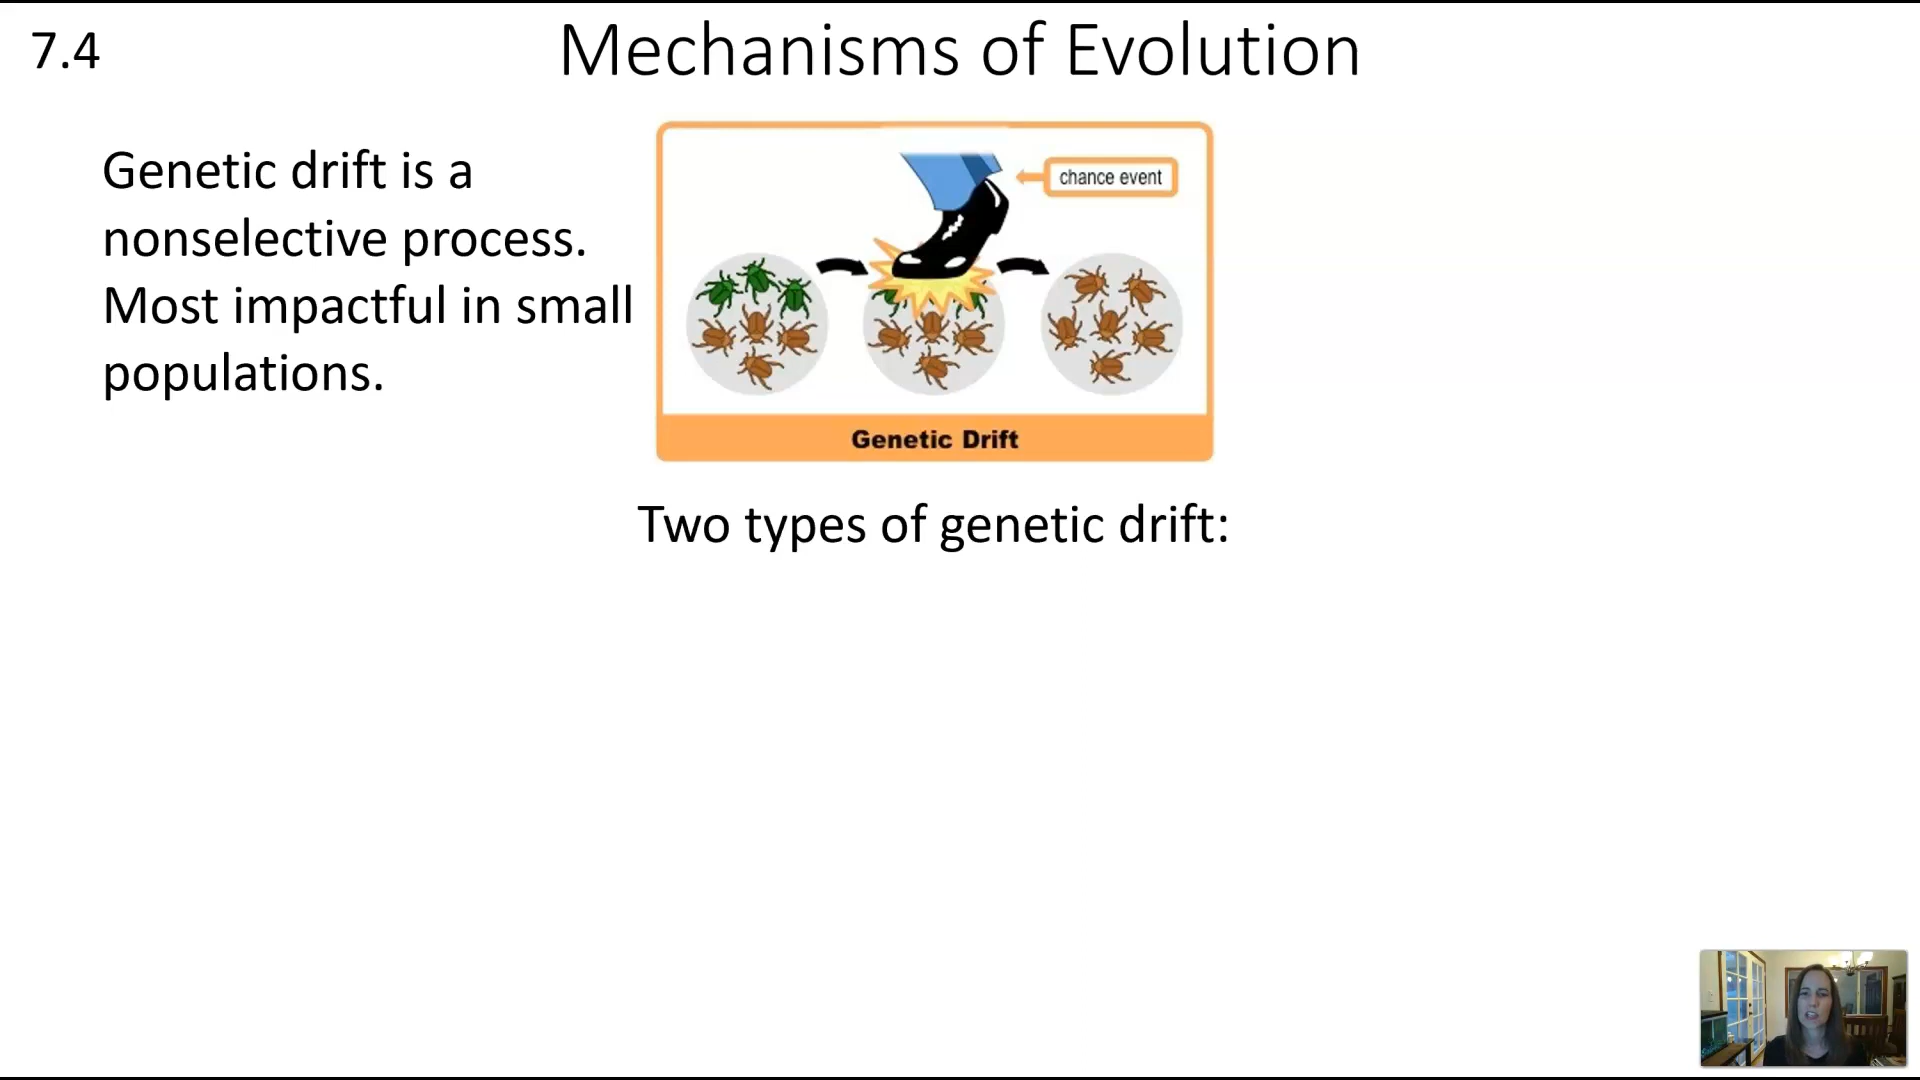 7.4
Mechanisms of Evolution
Genetic drift is a
nonselective process.
Most impactful in small
populations.
chance event
Genetic Drift
Two types of genetic drift: